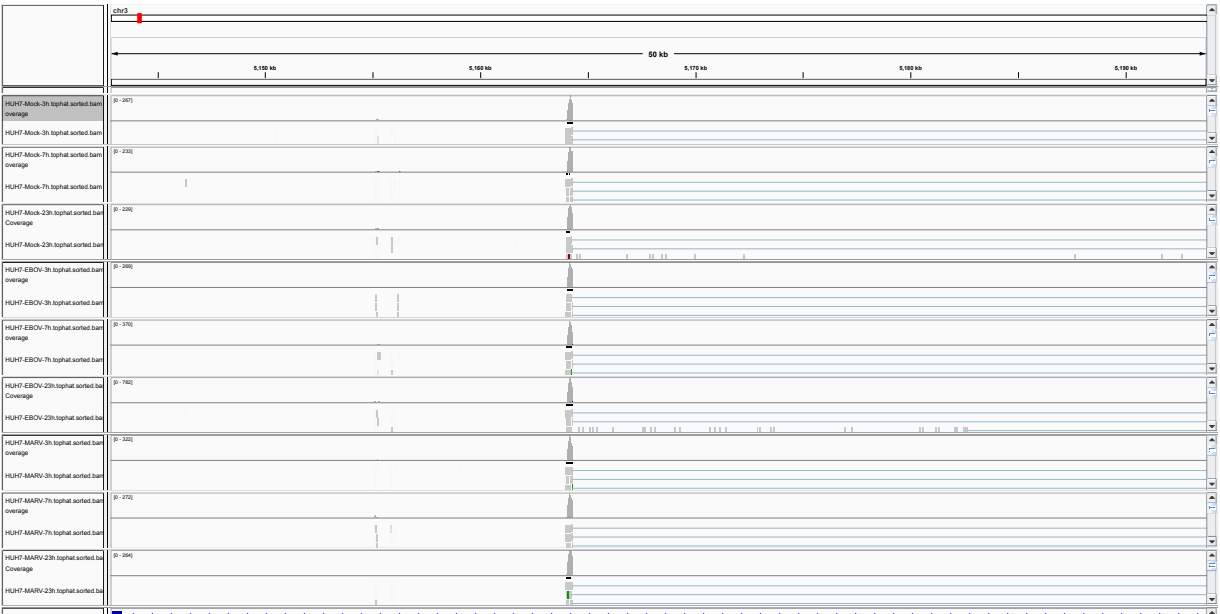 chr3
50 kb
5,150 kb 5,160 kb 5,170 kb 5,180 kb 5,190 kb
HUH7-Mock-3h.tophat.sorted.bam
overage
[0 - 287]
HUH7-Mock-3h.tophat.sorted.bam
HUH7-Mock-7h.tophat.sorted.bam
overage
[0 - 233]
HUH7-Mock-7h.tophat.sorted.bam
HUH7-Mock-23h.tophat.sorted.bar
Coverage
[0 - 229]
HUH7-Mock-23h.tophat.sorted.bar
HUH7-EBOV-3h.tophat.sorted.bam
overage
[0 - 269]
HUH7-EBOV-3h.tophat.sorted.bam
HUH7-EBOV-7h.tophat.sorted.bam
overage
[0 - 370]
HUH7-EBOV-7h.tophat.sorted.bam
HUH7-EBOV-23h.tophat.sorted.ba
Coverage
[0 - 782]
HUH7-EBOV-23h.tophat.sorted.ba
HUH7-MARV-3h.tophat.sorted.bam
overage
[0 - 322]
HUH7-MARV-3h.tophat.sorted.bam
HUH7-MARV-7h.tophat.sorted.bam
overage
[0 - 272]
HUH7-MARV-7h.tophat.sorted.bam
HUH7-MARV-23h.tophat.sorted.ba
Coverage
[0 - 264]
HUH7-MARV-23h.tophat.sorted.ba